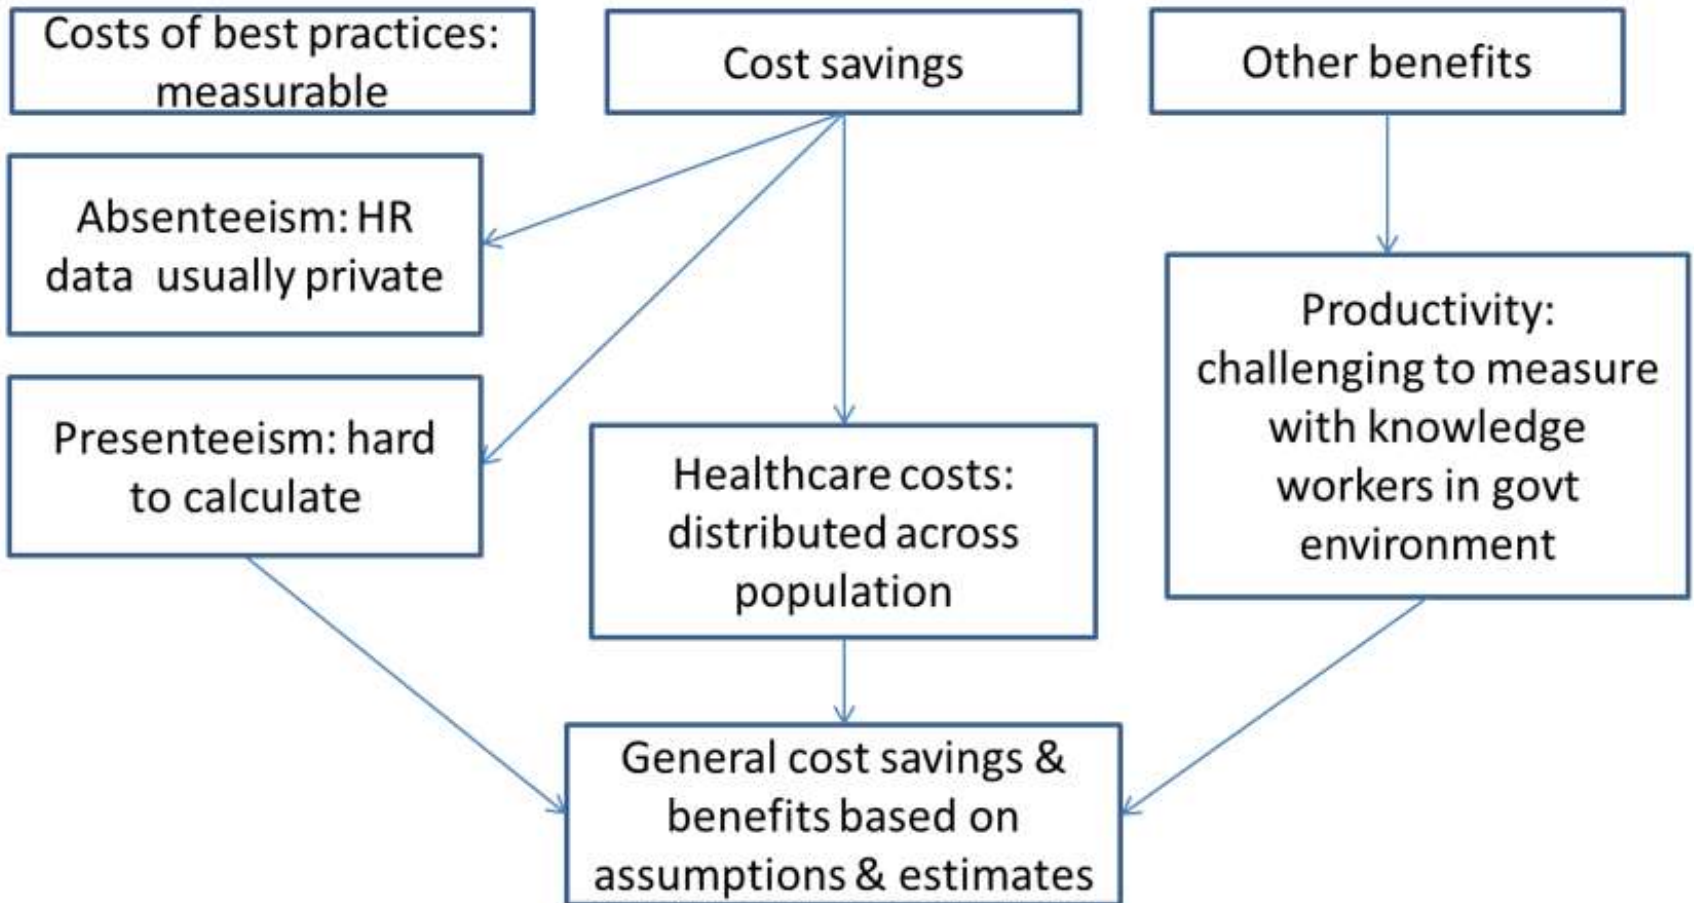 Costs of best practices:
measurable
Cost savings
Other benefits
Absenteeism: HR
data usually private
Presenteeism: hard
to calculate
Healthcare costs:
distributed across
population
Productivity:
challenging to measure
with knowledge
workers in govt
environment
General cost savings &
benefits based on
assumptions & estimates